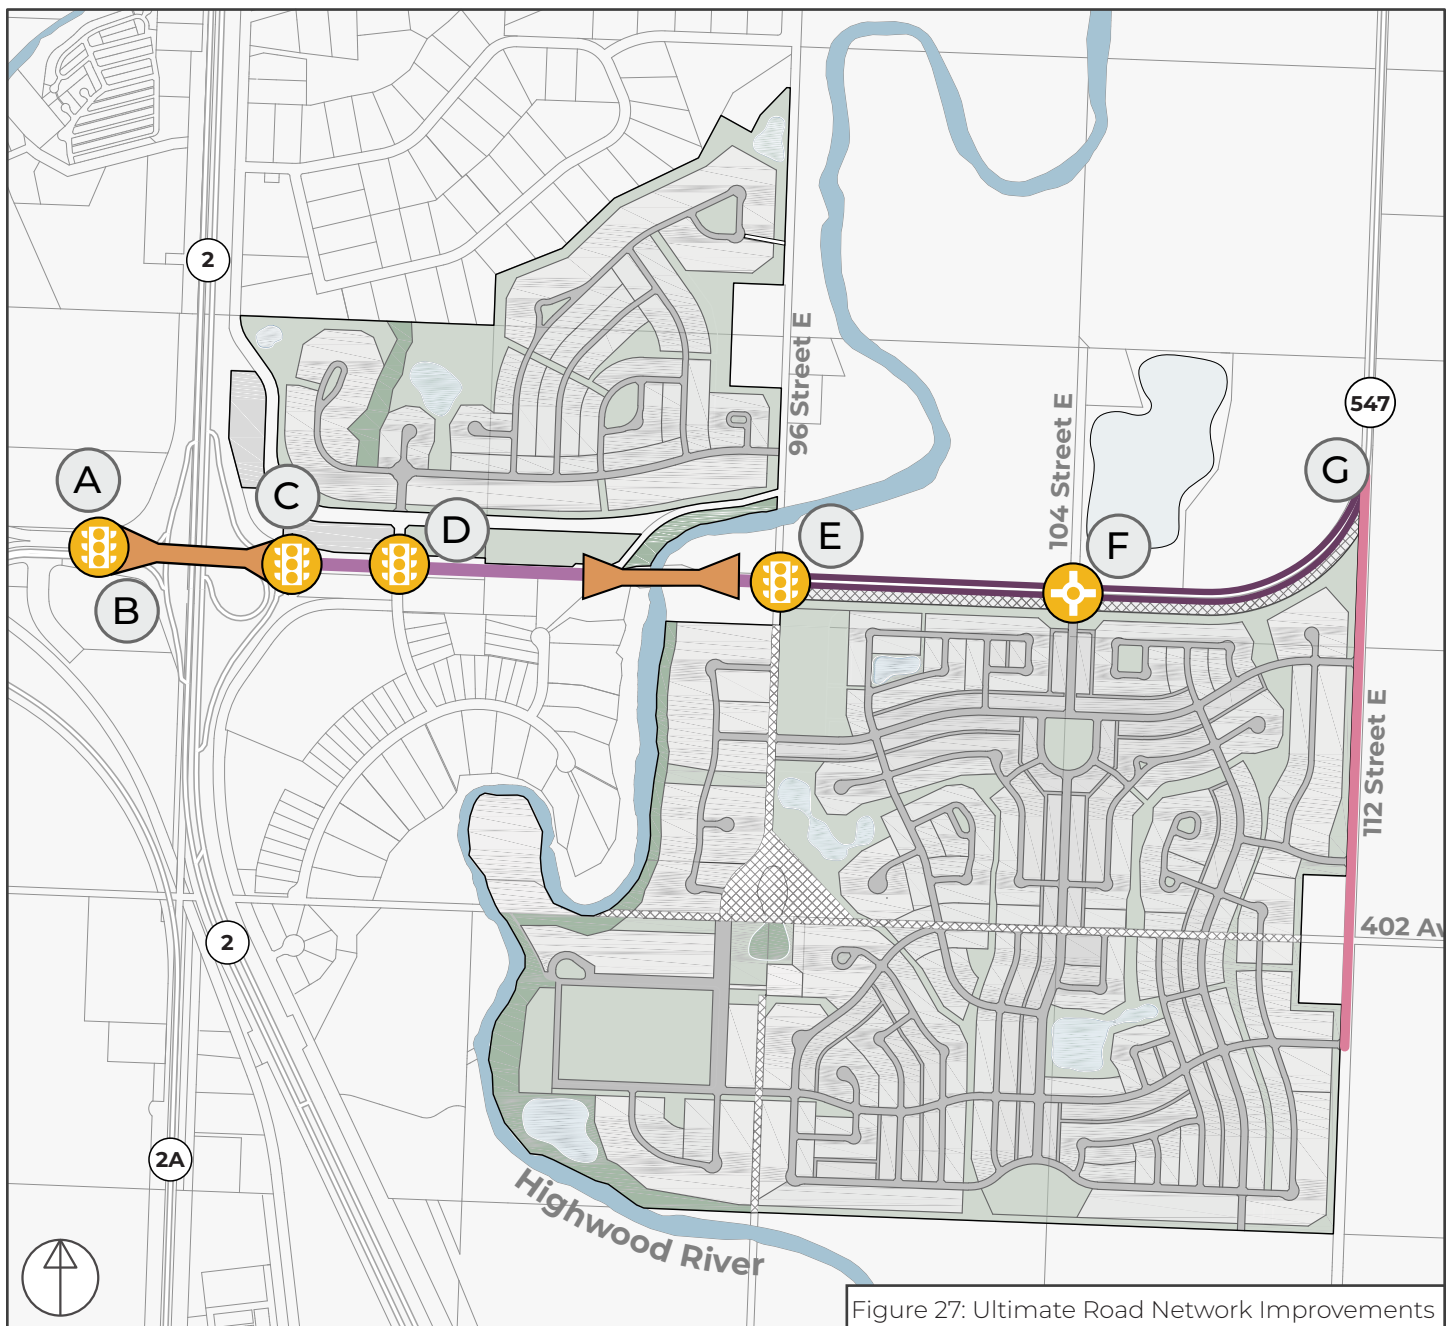 2
96 Street E
104 Street E
547
A
C
G
D
E
F
B
112 Street E
402 Av
2
2A
Highwood River
Figure 27: Ultimate Road Network Improvements